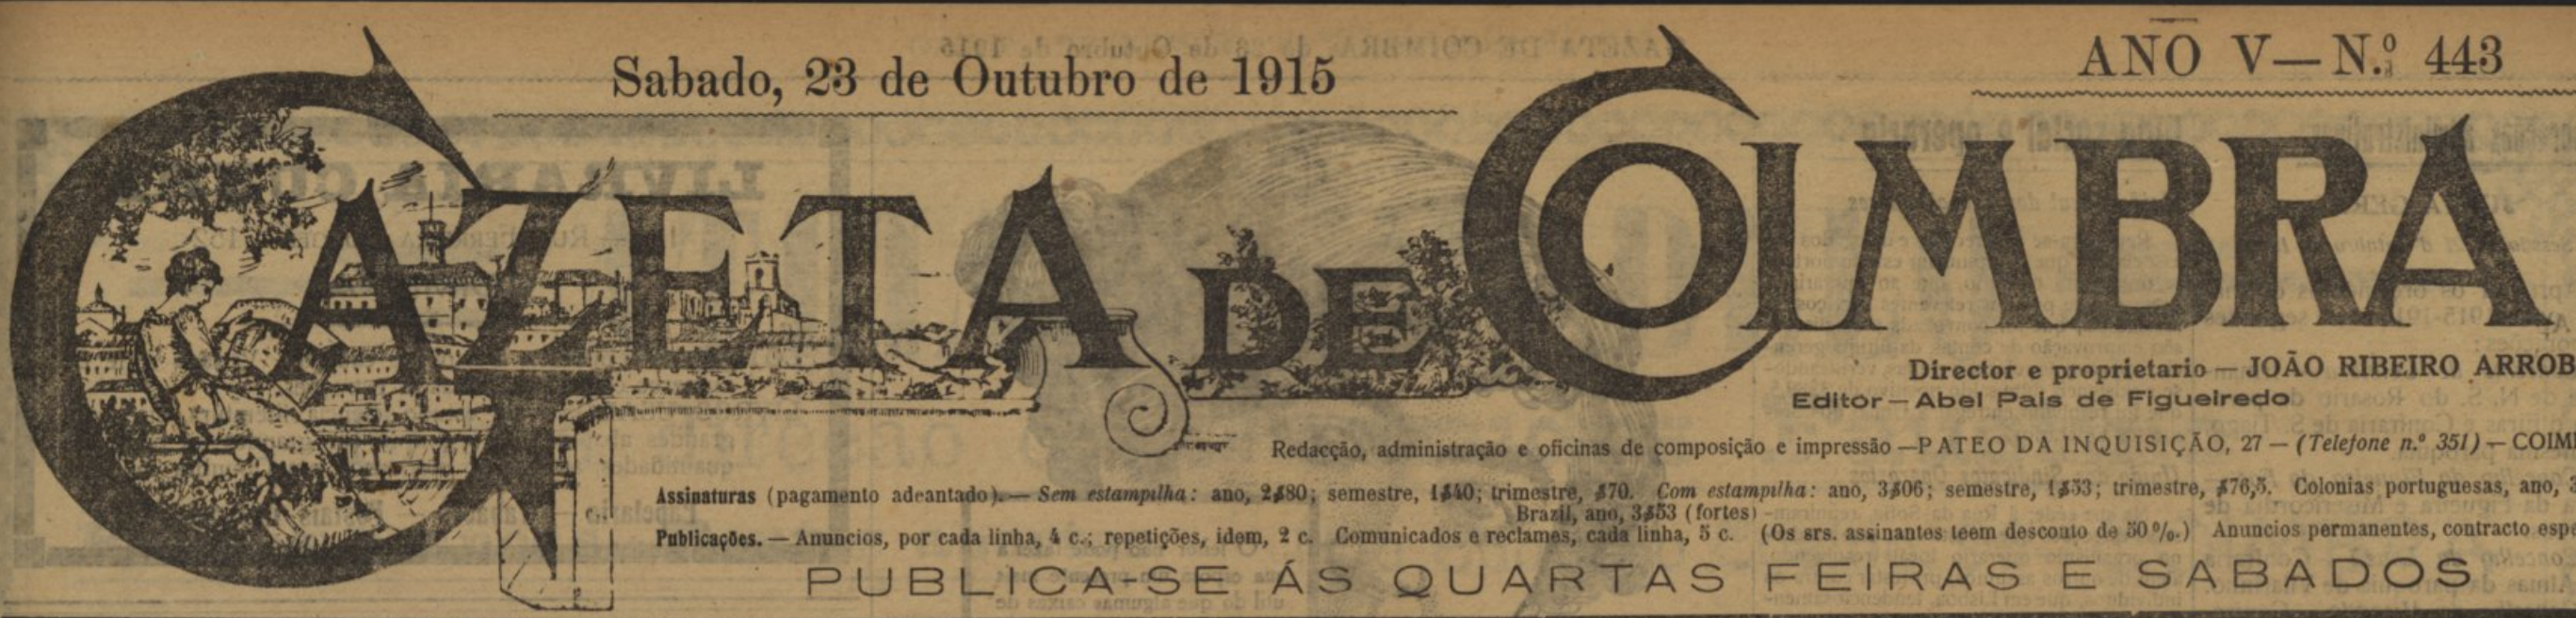 Sabado, 23 de Outubro de 1915
ANO V—N.º 443
GAZETA DE COIMBRA
Director e proprietario — JOÃO RIBEIRO ARROB
Editor — Abel Pais de Figueiredo
Redacção, administração e oficinas de composição e impressão —PATEO DA INQUISIÇÃO, 27 — (Telefone n.º 351) — COIM
Assinaturas (pagamento adeantado).— Sem estampilha: ano, 2$80; semestre, 1$40; trimestre, $70. Com estampilha: ano, 3$06; semestre, 1$53; trimestre, $76,5. Colonias portuguesas, ano, 3
Brazil, ano, 3$53 (fortes)
Publicações. — Anuncios, por cada linha, 4 c.; repetições, idem, 2 c. Comunicados e reclames, cada linha, 5 c. (Os srs. assinantes teem desconto de 50 %.) Anuncios permanentes, contracto espe
PUBLICA-SE ÁS QUARTAS FEIRAS E SABADOS